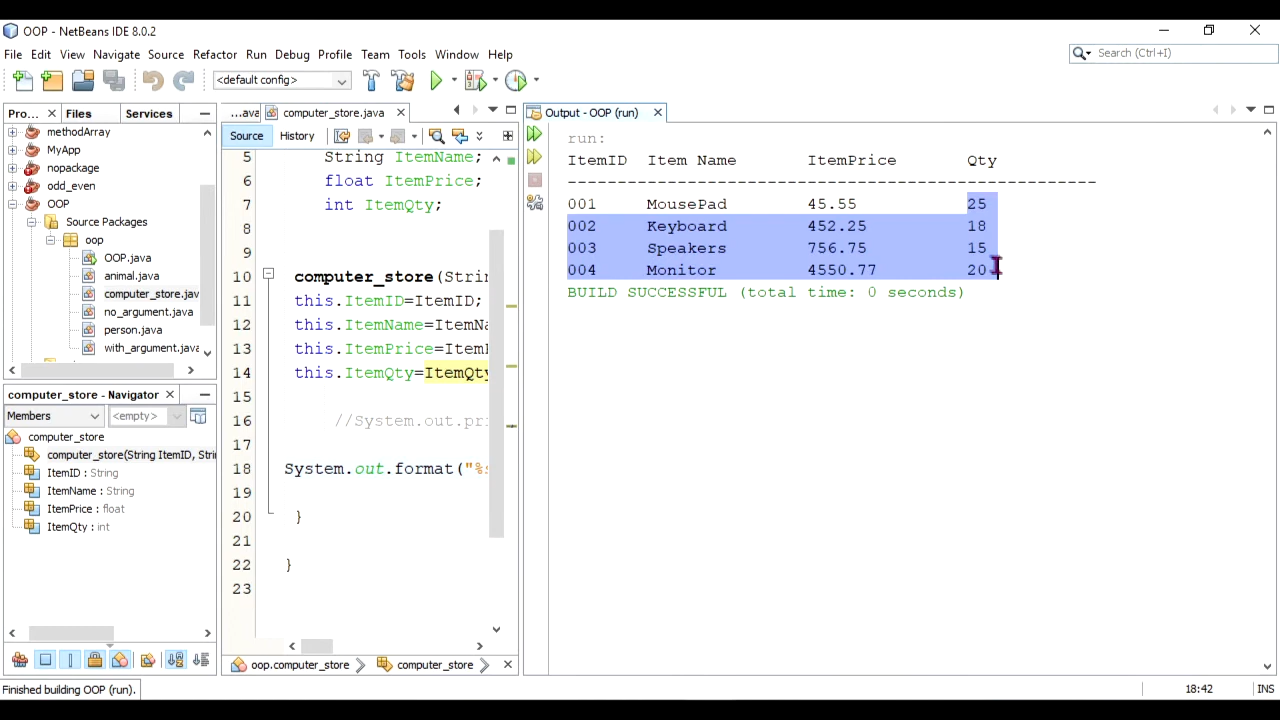 OOP - NetBeans IDE 8.0.2
File Edit View Navigate Source Refactor Run Debug Profile Team Tools Window Help
Search (Ctrl+I)
<default config>
Pro... Files Services
methodArray
MyApp
nopackage
odd_even
OOP
Source Packages
oop
OOP.java
animal.java
computer_store.jav
no_argument.java
person.java
with_argument.java
computer_store - Navigator
Members <empty>
computer_store
computer_store(String ItemID, Stri
ItemID : String
ItemName : String
ItemPrice : float
ItemQty : int
...ava computer_store.java
Source History
5 String ItemName;
6 float ItemPrice;
7 int ItemQty;
8
9
10 computer_store(Strin
11 this.ItemID=ItemID;
12 this.ItemName=ItemNa
13 this.ItemPrice=ItemI
14 this.ItemQty=ItemQty
15
16 //System.out.pri
17
18 System.out.format("%s
19
20 }
21
22 }
23
oop.computer_store computer_store
Output - OOP (run)
run:
ItemID Item Name ItemPrice Qty
-----------------------------------------------------
001 MousePad 45.55 25
002 Keyboard 452.25 18
003 Speakers 756.75 15
004 Monitor 4550.77 20
BUILD SUCCESSFUL (total time: 0 seconds)
Finished building OOP (run).
18:42 INS